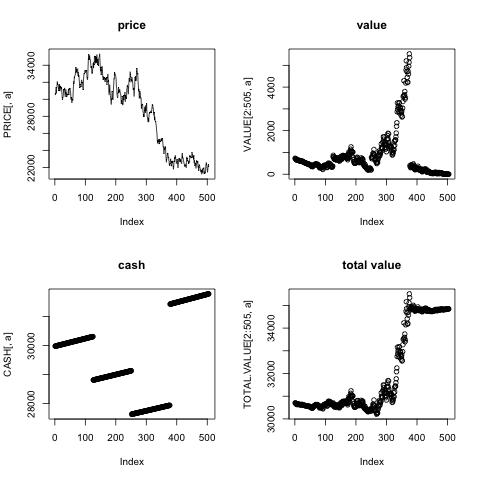 price
PRICE[, a]
22000 28000 34000
0 100 200 300 400 500
Index
value
VALUE[2:505, a]
0 2000 4000
0 100 200 300 400 500
Index
cash
CASH[, a]
28000 30000
0 100 200 300 400 500
Index
total value
TOTAL.VALUE[2:505, a]
30000 32000 34000
0 100 200 300 400 500
Index